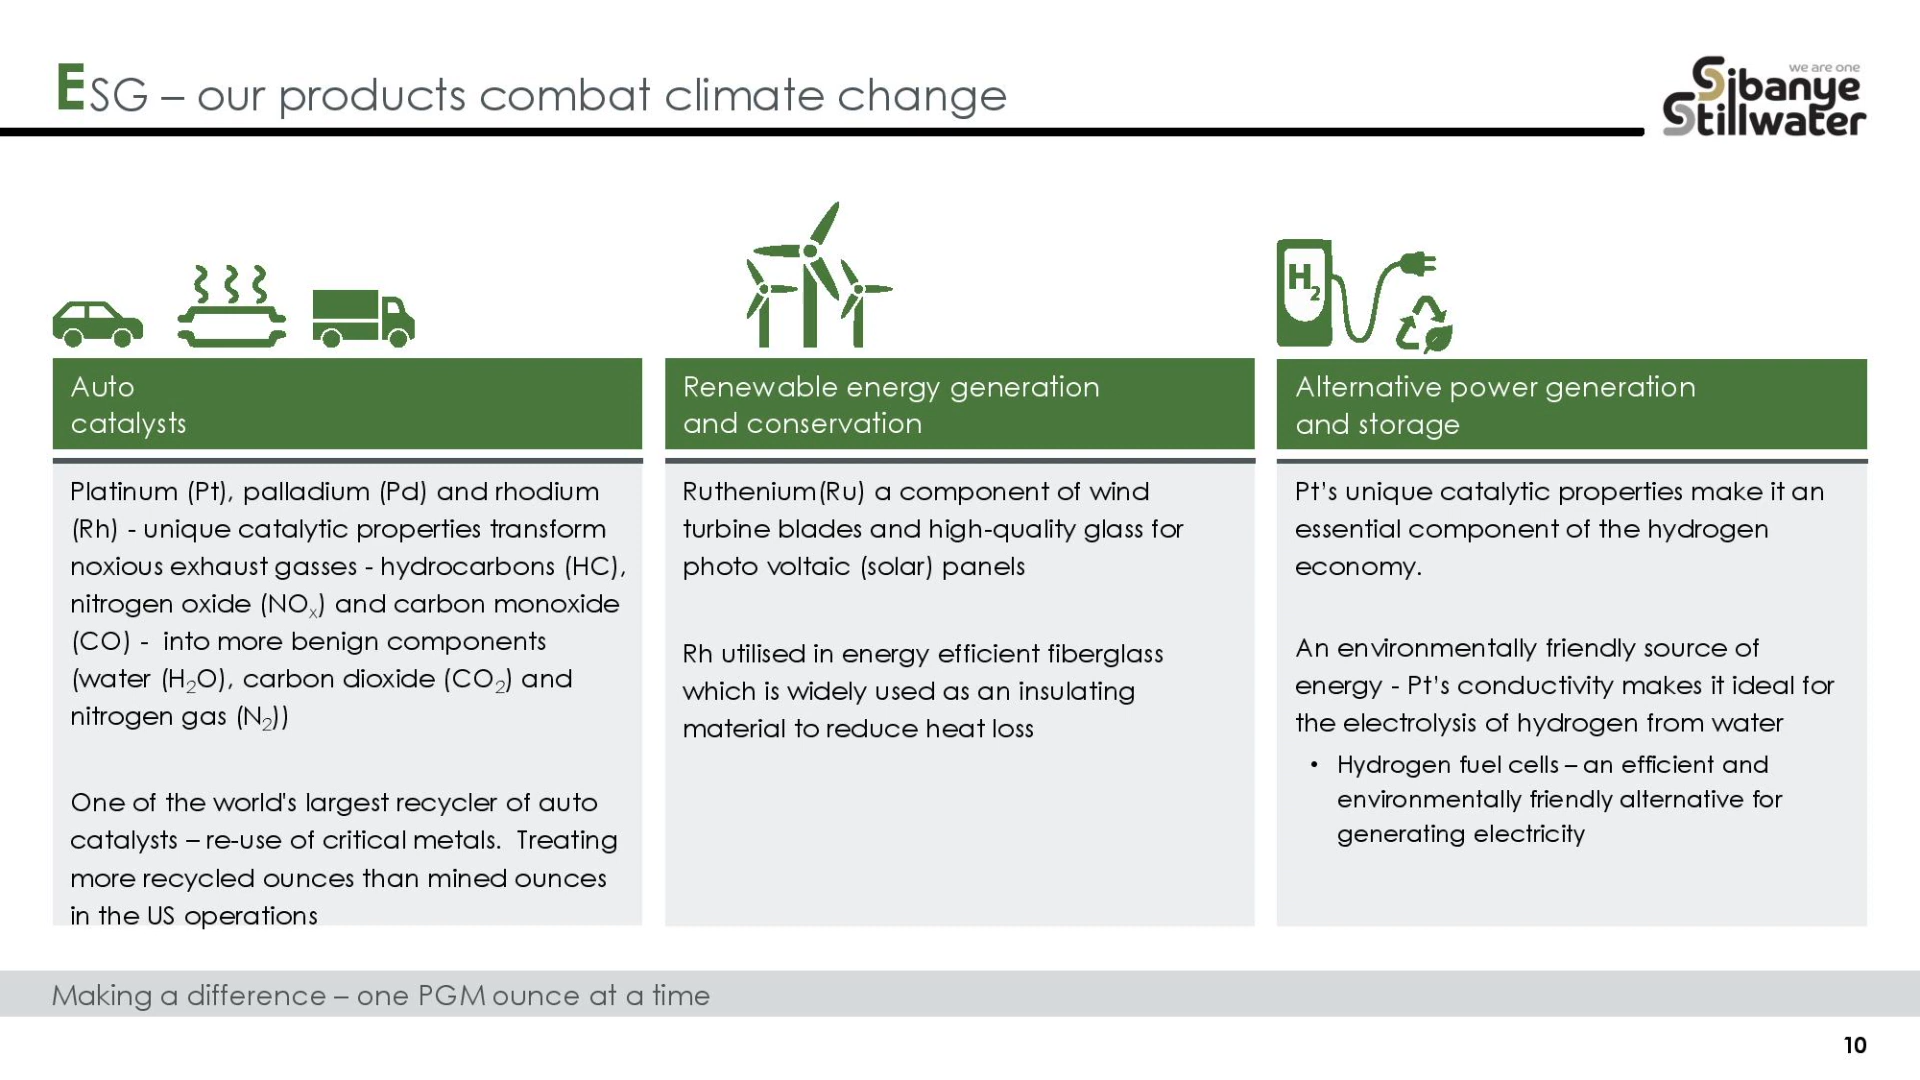 ESG – our products combat climate change
we are one
Sibanye
Stillwater
H2
Auto
catalysts
Platinum (Pt), palladium (Pd) and rhodium
(Rh) - unique catalytic properties transform
noxious exhaust gasses - hydrocarbons (HC),
nitrogen oxide (NOx) and carbon monoxide
(CO) -  into more benign components
(water (H2O), carbon dioxide (CO2) and
nitrogen gas (N2))
One of the world's largest recycler of auto
catalysts – re-use of critical metals.  Treating
more recycled ounces than mined ounces
in the US operations
Renewable energy generation
and conservation
Ruthenium(Ru) a component of wind
turbine blades and high-quality glass for
photo voltaic (solar) panels
Rh utilised in energy efficient fiberglass
which is widely used as an insulating
material to reduce heat loss
Alternative power generation
and storage
Pt’s unique catalytic properties make it an
essential component of the hydrogen
economy.
An environmentally friendly source of
energy - Pt’s conductivity makes it ideal for
the electrolysis of hydrogen from water
• Hydrogen fuel cells – an efficient and
environmentally friendly alternative for
generating electricity
Making a difference – one PGM ounce at a time
10